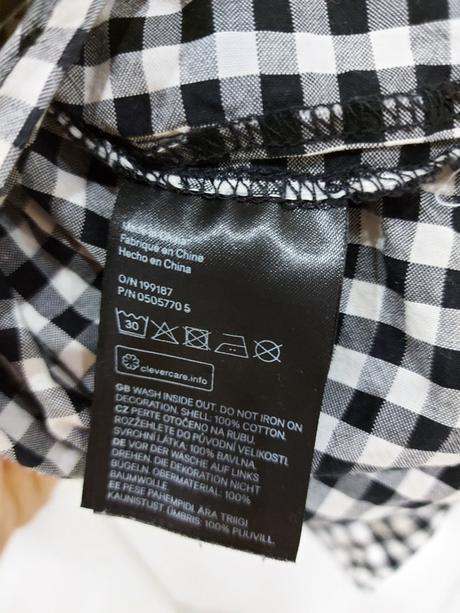 Made in China
Fabriqué en Chine
Hecho en China
O/N 199187
P/N 0505770 5
30
clevercare.info
GB WASH INSIDE OUT. DO NOT IRON ON
DECORATION. SHELL: 100% COTTON.
CZ PERTE OTOČENO NA RUBU.
ROZŽEHLETE DO PŮVODNÍ VELIKOSTI.
SVRCHNÍ LÁTKA: 100% BAVLNA.
DE VOR DER WÄSCHE AUF LINKS
DREHEN. DIE DEKORATION NICHT
BÜGELN. OBERMATERIAL: 100%
BAUMWOLLE
EE PESE PAHEMPIDI. ÄRA TRIIGI
KAUNISTUST. ÜMBRIS: 100% PUUVILL.